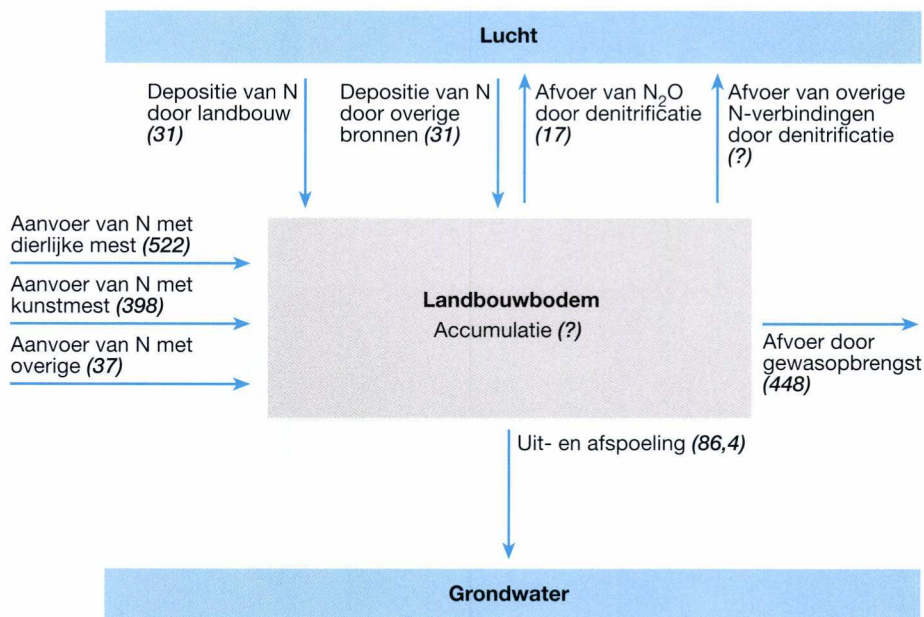 Lucht
Depositie van N
door landbouw
(31)
Depositie van N
door overige
bronnen (31)
Afvoer van N₂O
door denitrificatie
(17)
Afvoer van overige
N-verbindingen
door denitrificatie
(?)
Aanvoer van N met
dierlijke mest (522)
Aanvoer van N met
kunstmest (398)
Aanvoer van N met
overige (37)
Landbouwbodem
Accumulatie (?)
Afvoer door
gewasopbrengst
(448)
Uit- en afspoeling (86,4)
Grondwater